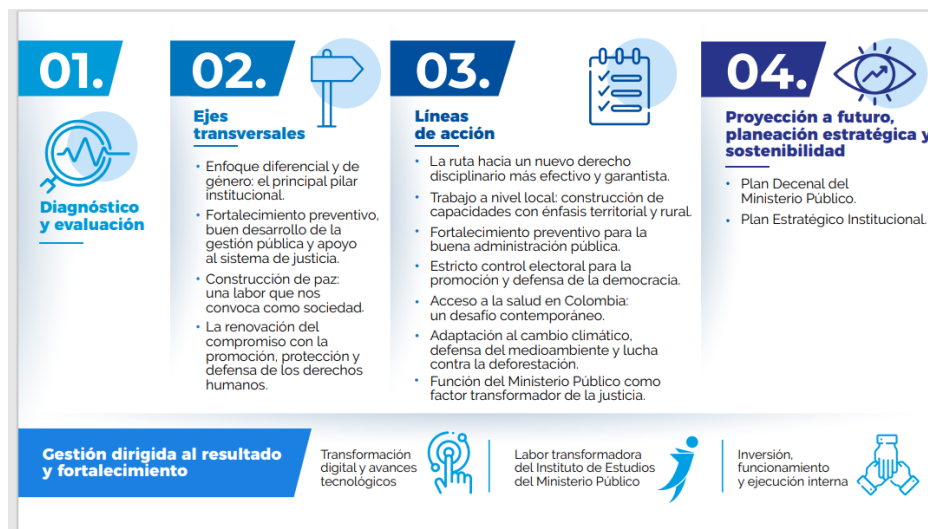 01.
Diagnóstico
y evaluación
02.
Ejes
transversales
• Enfoque diferencial y de
género: el principal pilar
institucional.
• Fortalecimiento preventivo,
buen desarrollo de la
gestión pública y apoyo
al sistema de justicia.
• Construcción de paz:
una labor que nos
convoca como sociedad.
• La renovación del
compromiso con la
promoción, protección y
defensa de los derechos
humanos.
03.
Líneas
de acción
• La ruta hacia un nuevo derecho
disciplinario más efectivo y garantista.
• Trabajo a nivel local: construcción de
capacidades con énfasis territorial y rural.
• Fortalecimiento preventivo para la
buena administración pública.
• Estricto control electoral para la
promoción y defensa de la democracia.
• Acceso a la salud en Colombia:
un desafío contemporáneo.
• Adaptación al cambio climático,
defensa del medioambiente y lucha
contra la deforestación.
• Función del Ministerio Público como
factor transformador de la justicia.
04.
Proyección a futuro,
planeación estratégica y
sostenibilidad
• Plan Decenal del
Ministerio Público.
• Plan Estratégico Institucional.
Gestión dirigida al resultado
y fortalecimiento
Transformación
digital y avances
tecnológicos
Labor transformadora
del Instituto de Estudios
del Ministerio Público
Inversión,
funcionamiento
y ejecución interna